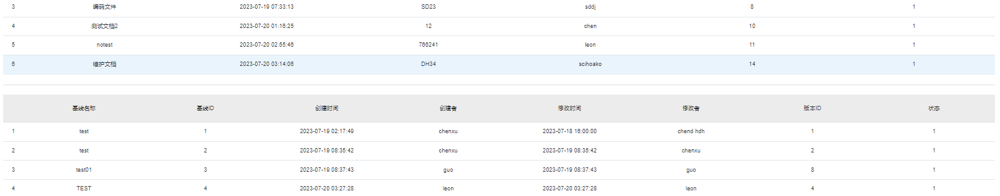 3 编码文件 2023-07-19 07:33:13 SD23 sddj 8 1
4 测试文档2 2023-07-20 01:16:25 12 chen 10 1
5 notest 2023-07-20 02:55:46 766241 leon 11 1
6 维护文档 2023-07-20 03:14:06 DH34 scihoako 14 1
基线名称 基线ID 创建时间 创建者 修改时间 修改者 版本ID 状态
1 test 1 2023-07-19 02:17:49 chenxu 2023-07-18 16:00:00 chend hdh 1 1
2 test 2 2023-07-19 08:35:42 chenxu 2023-07-19 08:35:42 chenxu 2 1
3 test01 3 2023-07-19 08:37:43 guo 2023-07-19 08:37:43 guo 8 1
4 TEST 4 2023-07-20 03:27:28 leon 2023-07-20 03:27:28 leon 4 1